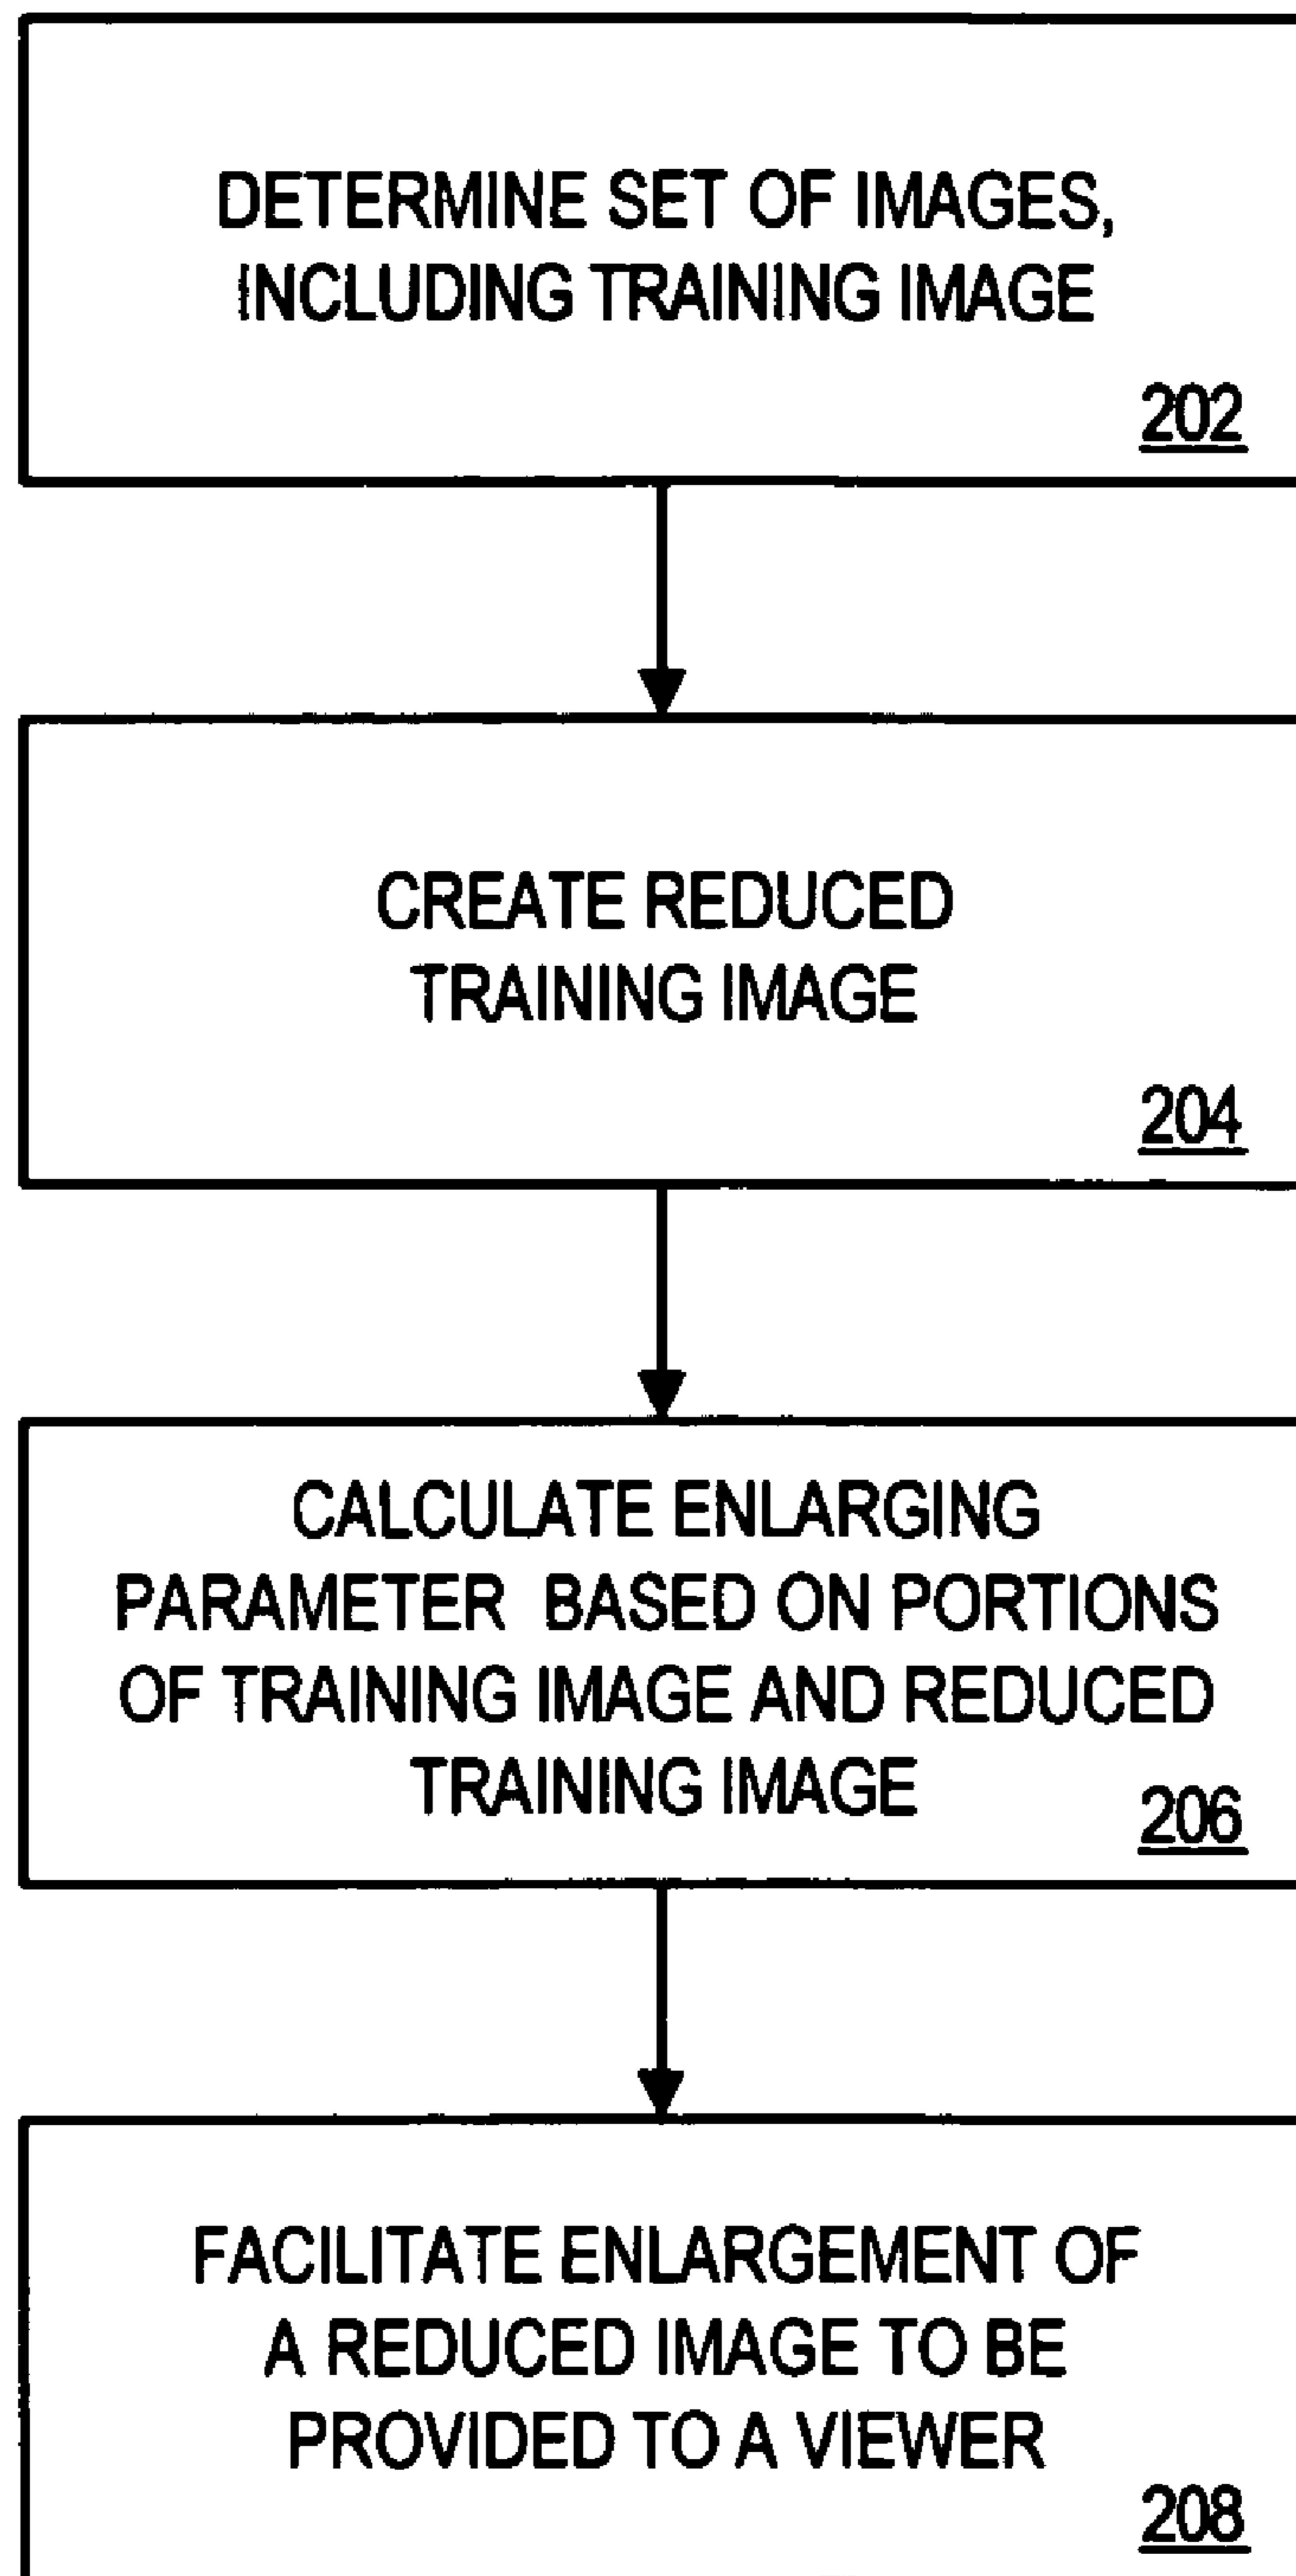 DETERMINE SET OF IMAGES,
INCLUDING TRAINING IMAGE
202
CREATE REDUCED
TRAINING IMAGE
204
CALCULATE ENLARGING
PARAMETER BASED ON PORTIONS
OF TRAINING IMAGE AND REDUCED
TRAINING IMAGE
206
FACILITATE ENLARGEMENT OF
A REDUCED IMAGE TO BE
PROVIDED TO A VIEWER
208